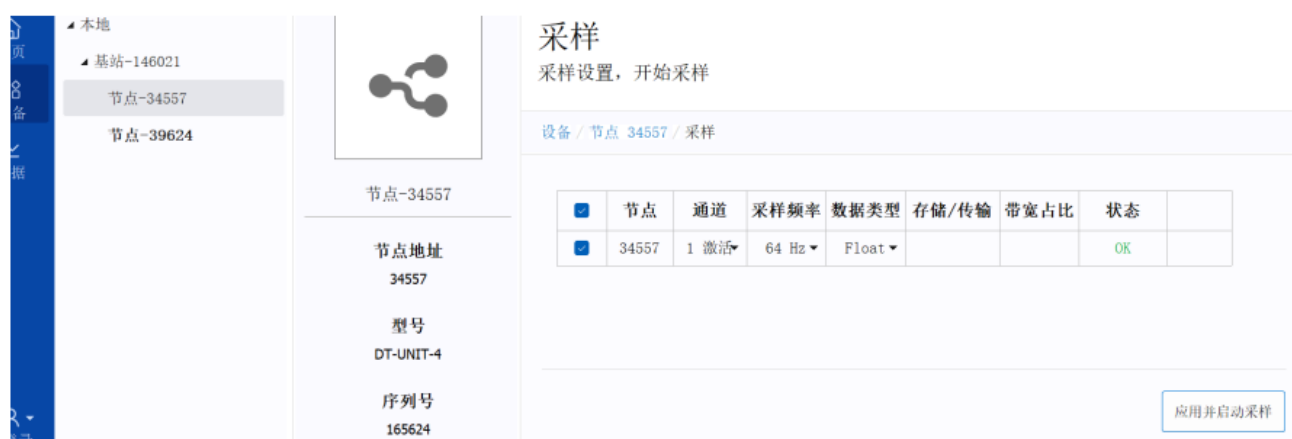 页
备
据
本地
基站-146021
节点-34557
节点-39624
节点-34557
节点地址
34557
型号
DT-UNIT-4
序列号
165624
采样
采样设置，开始采样
设备 / 节点 34557 / 采样
节点 通道 采样频率 数据类型 存储/传输 带宽占比 状态
34557 1 激活 64 Hz Float OK
应用并启动采样